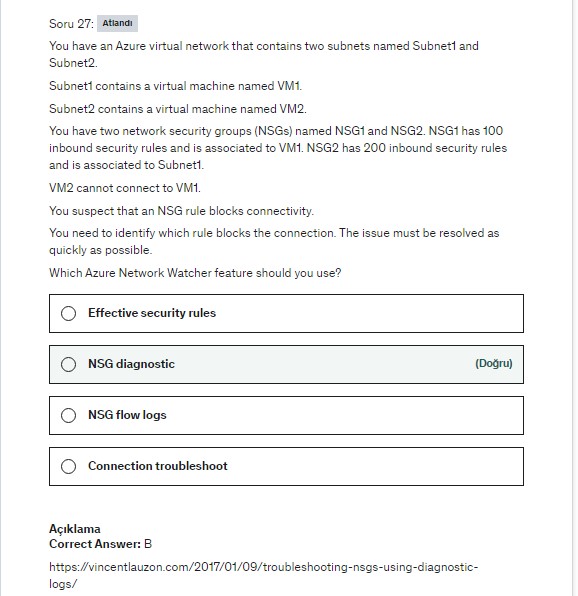 Soru 27: Atlandı
You have an Azure virtual network that contains two subnets named Subnet1 and
Subnet2.
Subnet1 contains a virtual machine named VM1.
Subnet2 contains a virtual machine named VM2.
You have two network security groups (NSGs) named NSG1 and NSG2. NSG1 has 100
inbound security rules and is associated to VM1. NSG2 has 200 inbound security rules
and is associated to Subnet1.
VM2 cannot connect to VM1.
You suspect that an NSG rule blocks connectivity.
You need to identify which rule blocks the connection. The issue must be resolved as
quickly as possible.
Which Azure Network Watcher feature should you use?
Effective security rules
NSG diagnostic (Doğru)
NSG flow logs
Connection troubleshoot
Açıklama
Correct Answer: B
https://vincentlauzon.com/2017/01/09/troubleshooting-nsgs-using-diagnostic-
logs/